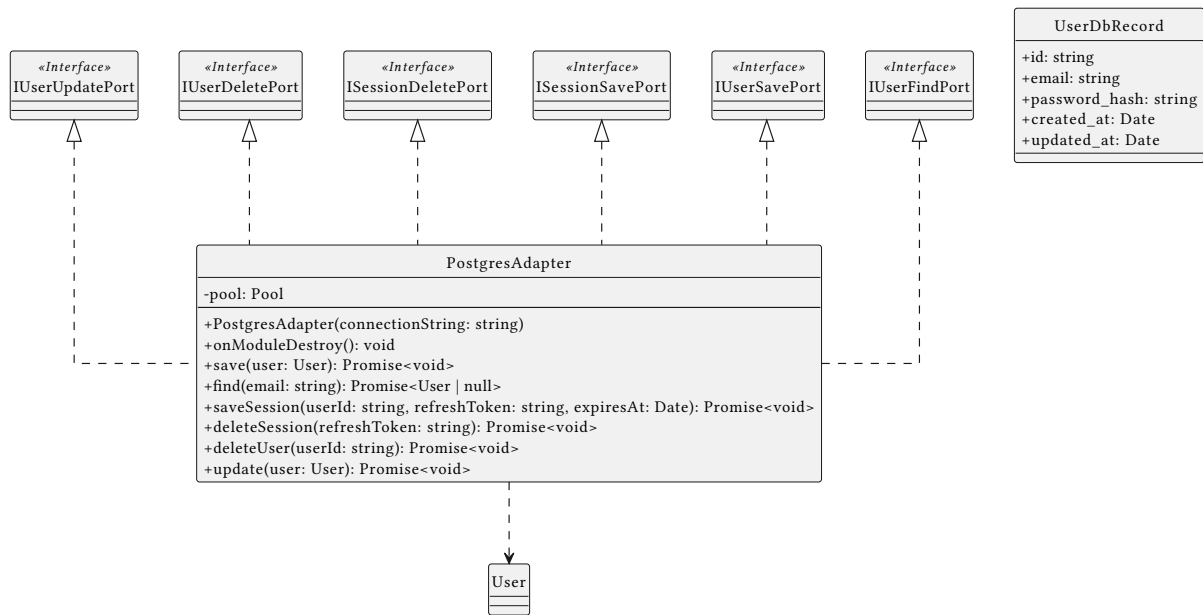 «Interface»
IUserUpdatePort
«Interface»
IUserDeletePort
«Interface»
ISessionDeletePort
«Interface»
ISessionSavePort
«Interface»
IUserSavePort
«Interface»
IUserFindPort
UserDbRecord
+id: string
+email: string
+password_hash: string
+created_at: Date
+updated_at: Date
PostgresAdapter
-pool: Pool
+PostgresAdapter(connectionString: string)
+onModuleDestroy(): void
+save(user: User): Promise<void>
+find(email: string): Promise<User | null>
+saveSession(userId: string, refreshToken: string, expiresAt: Date): Promise<void>
+deleteSession(refreshToken: string): Promise<void>
+deleteUser(userId: string): Promise<void>
+update(user: User): Promise<void>
User